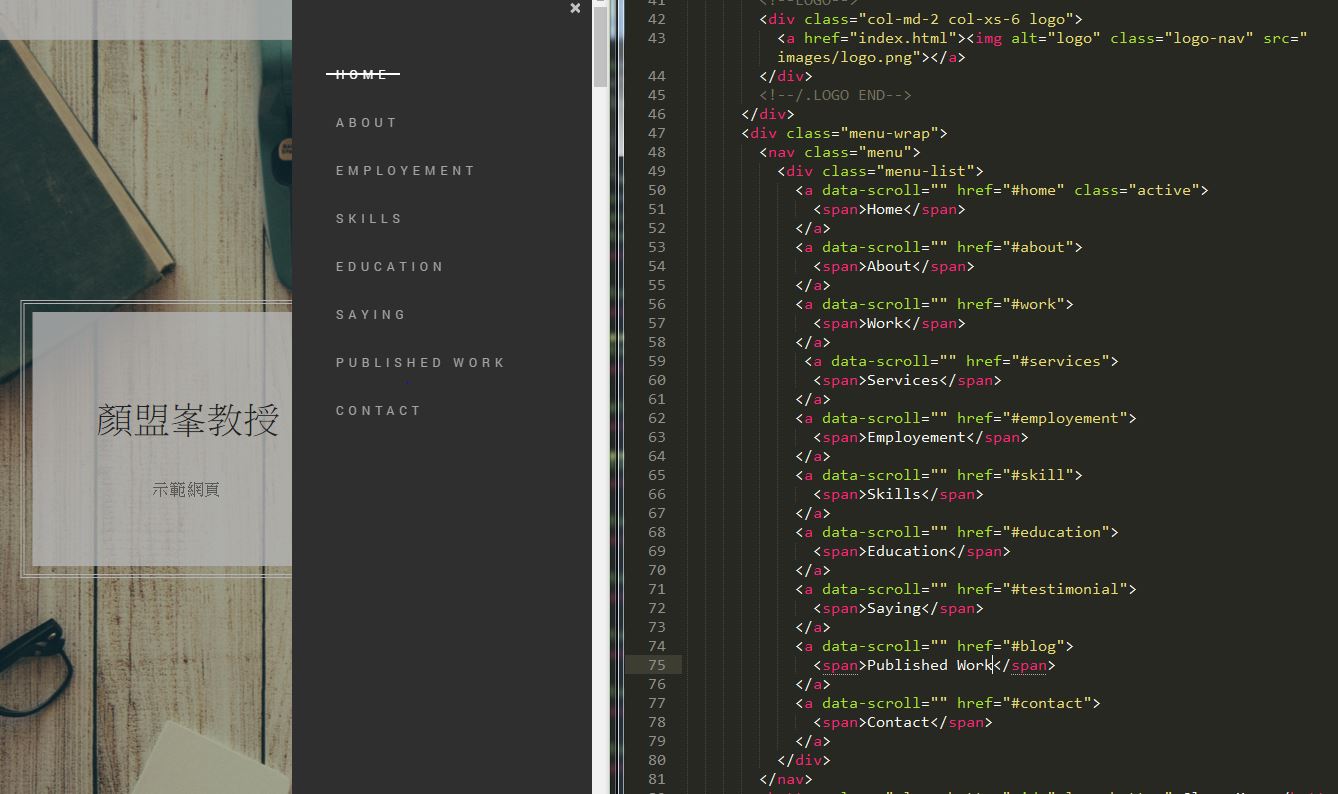 ×
HOME
ABOUT
EMPLOYEMENT
SKILLS
EDUCATION
SAYING
PUBLISHED WORK
CONTACT
顏盟峯教授
示範網頁
41 <!--LOGO-->
42 <div class="col-md-2 col-xs-6 logo">
43 <a href="index.html"><img alt="logo" class="logo-nav" src="
images/logo.png"></a>
44 </div>
45 <!--/.LOGO END-->
46 </div>
47 <div class="menu-wrap">
48 <nav class="menu">
49 <div class="menu-list">
50 <a data-scroll="" href="#home" class="active">
51 <span>Home</span>
52 </a>
53 <a data-scroll="" href="#about">
54 <span>About</span>
55 </a>
56 <a data-scroll="" href="#work">
57 <span>Work</span>
58 </a>
59 <a data-scroll="" href="#services">
60 <span>Services</span>
61 </a>
62 <a data-scroll="" href="#employement">
63 <span>Employement</span>
64 </a>
65 <a data-scroll="" href="#skill">
66 <span>Skills</span>
67 </a>
68 <a data-scroll="" href="#education">
69 <span>Education</span>
70 </a>
71 <a data-scroll="" href="#testimonial">
72 <span>Saying</span>
73 </a>
74 <a data-scroll="" href="#blog">
75 <span>Published Work</span>
76 </a>
77 <a data-scroll="" href="#contact">
78 <span>Contact</span>
79 </a>
80 </div>
81 </nav>